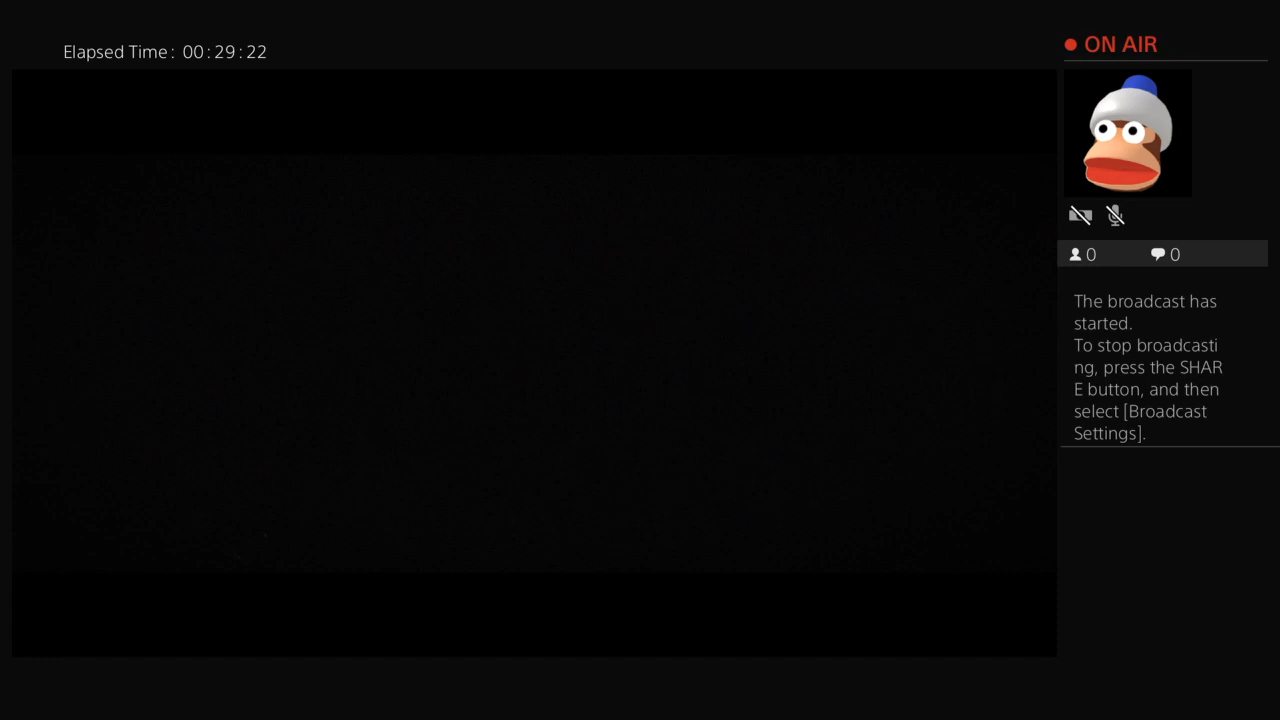 Elapsed Time: 00:29:22
ON AIR
0 0
The broadcast has
started.
To stop broadcasti
ng, press the SHAR
E button, and then
select [Broadcast
Settings].